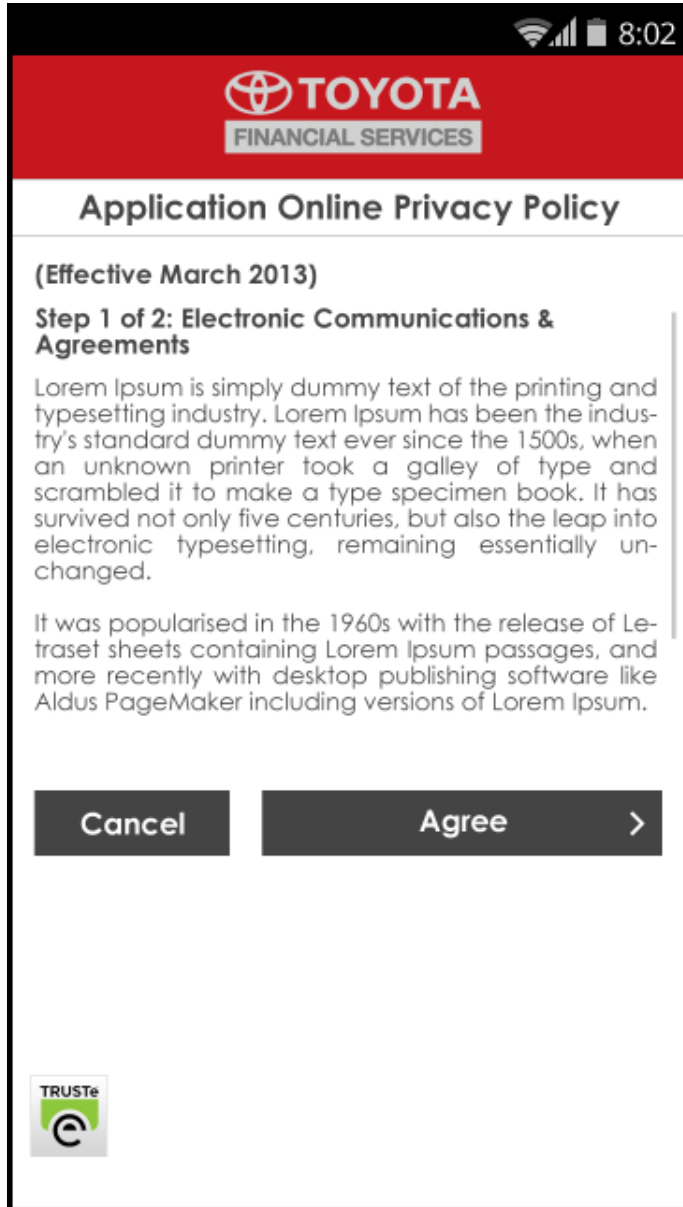 8:02
TOYOTA
FINANCIAL SERVICES
Application Online Privacy Policy
(Effective March 2013)
Step 1 of 2: Electronic Communications &
Agreements
Lorem Ipsum is simply dummy text of the printing and
typesetting industry. Lorem Ipsum has been the indus-
try's standard dummy text ever since the 1500s, when
an unknown printer took a galley of type and
scrambled it to make a type specimen book. It has
survived not only five centuries, but also the leap into
electronic typesetting, remaining essentially un-
changed.
It was popularised in the 1960s with the release of Le-
traset sheets containing Lorem Ipsum passages, and
more recently with desktop publishing software like
Aldus PageMaker including versions of Lorem Ipsum.
Cancel
Agree
TRUSTe
e